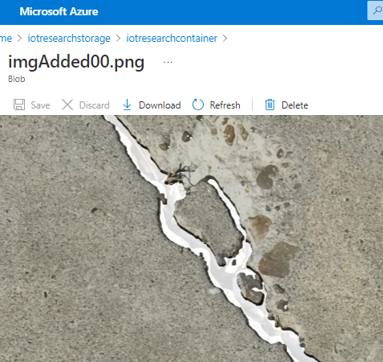 Microsoft Azure
me > iotresearchstorage > iotresearchcontainer >
imgAdded00.png ...
Blob
Save Discard Download Refresh Delete